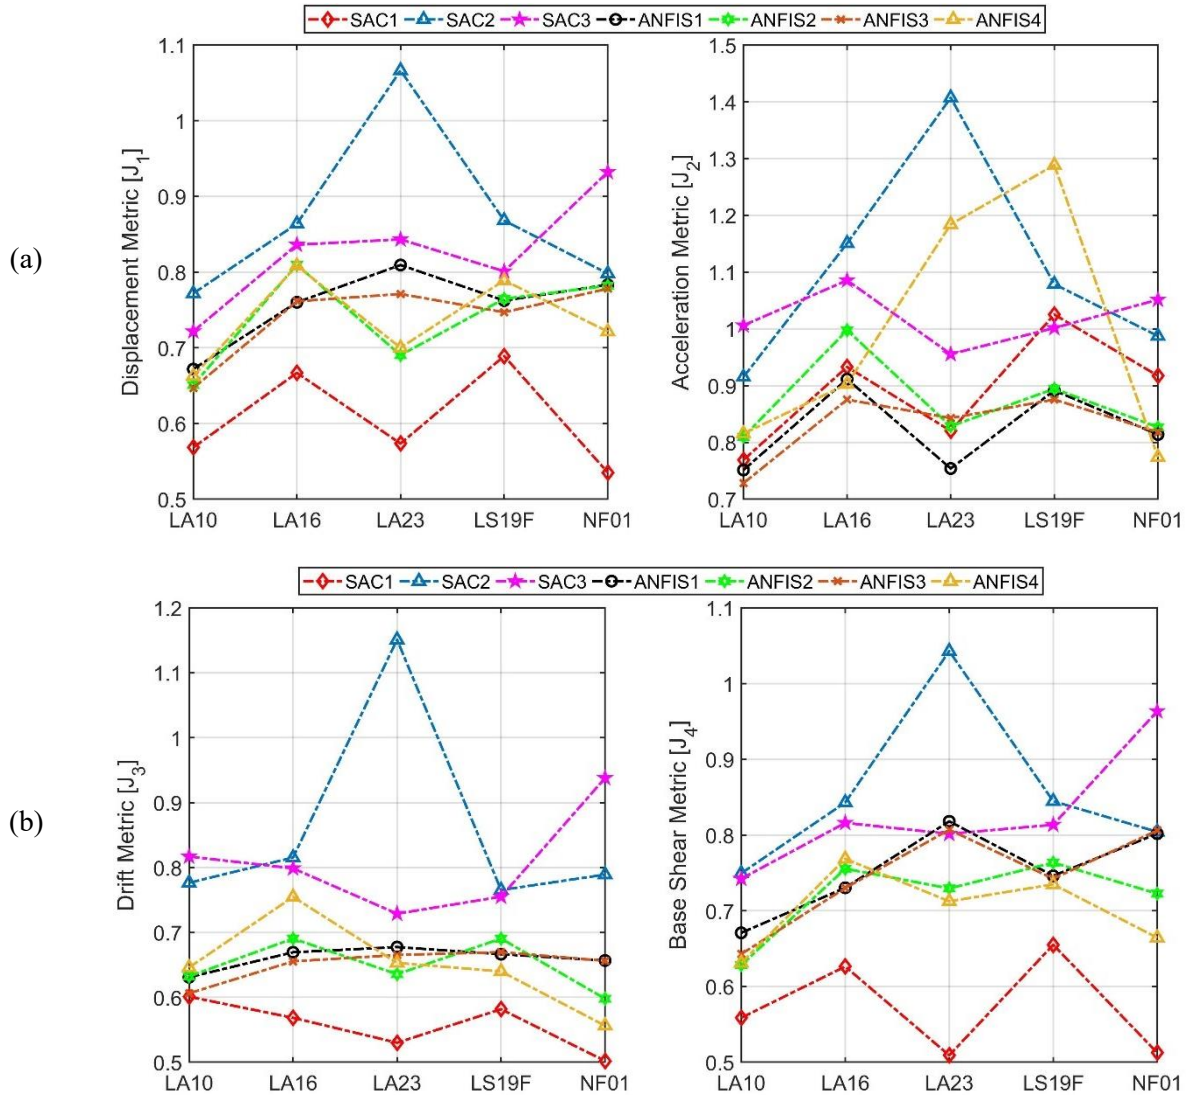 SAC1 SAC2 SAC3 ANFIS1 ANFIS2 ANFIS3 ANFIS4
(a)
Displacement Metric [J1]
1.1
1
0.9
0.8
0.7
0.6
0.5
LA10 LA16 LA23 LS19F NF01
Acceleration Metric [J2]
1.5
1.4
1.3
1.2
1.1
1
0.9
0.8
0.7
LA10 LA16 LA23 LS19F NF01
SAC1 SAC2 SAC3 ANFIS1 ANFIS2 ANFIS3 ANFIS4
(b)
Drift Metric [J3]
1.2
1.1
1
0.9
0.8
0.7
0.6
0.5
LA10 LA16 LA23 LS19F NF01
Base Shear Metric [J4]
1.1
1
0.9
0.8
0.7
0.6
0.5
LA10 LA16 LA23 LS19F NF01